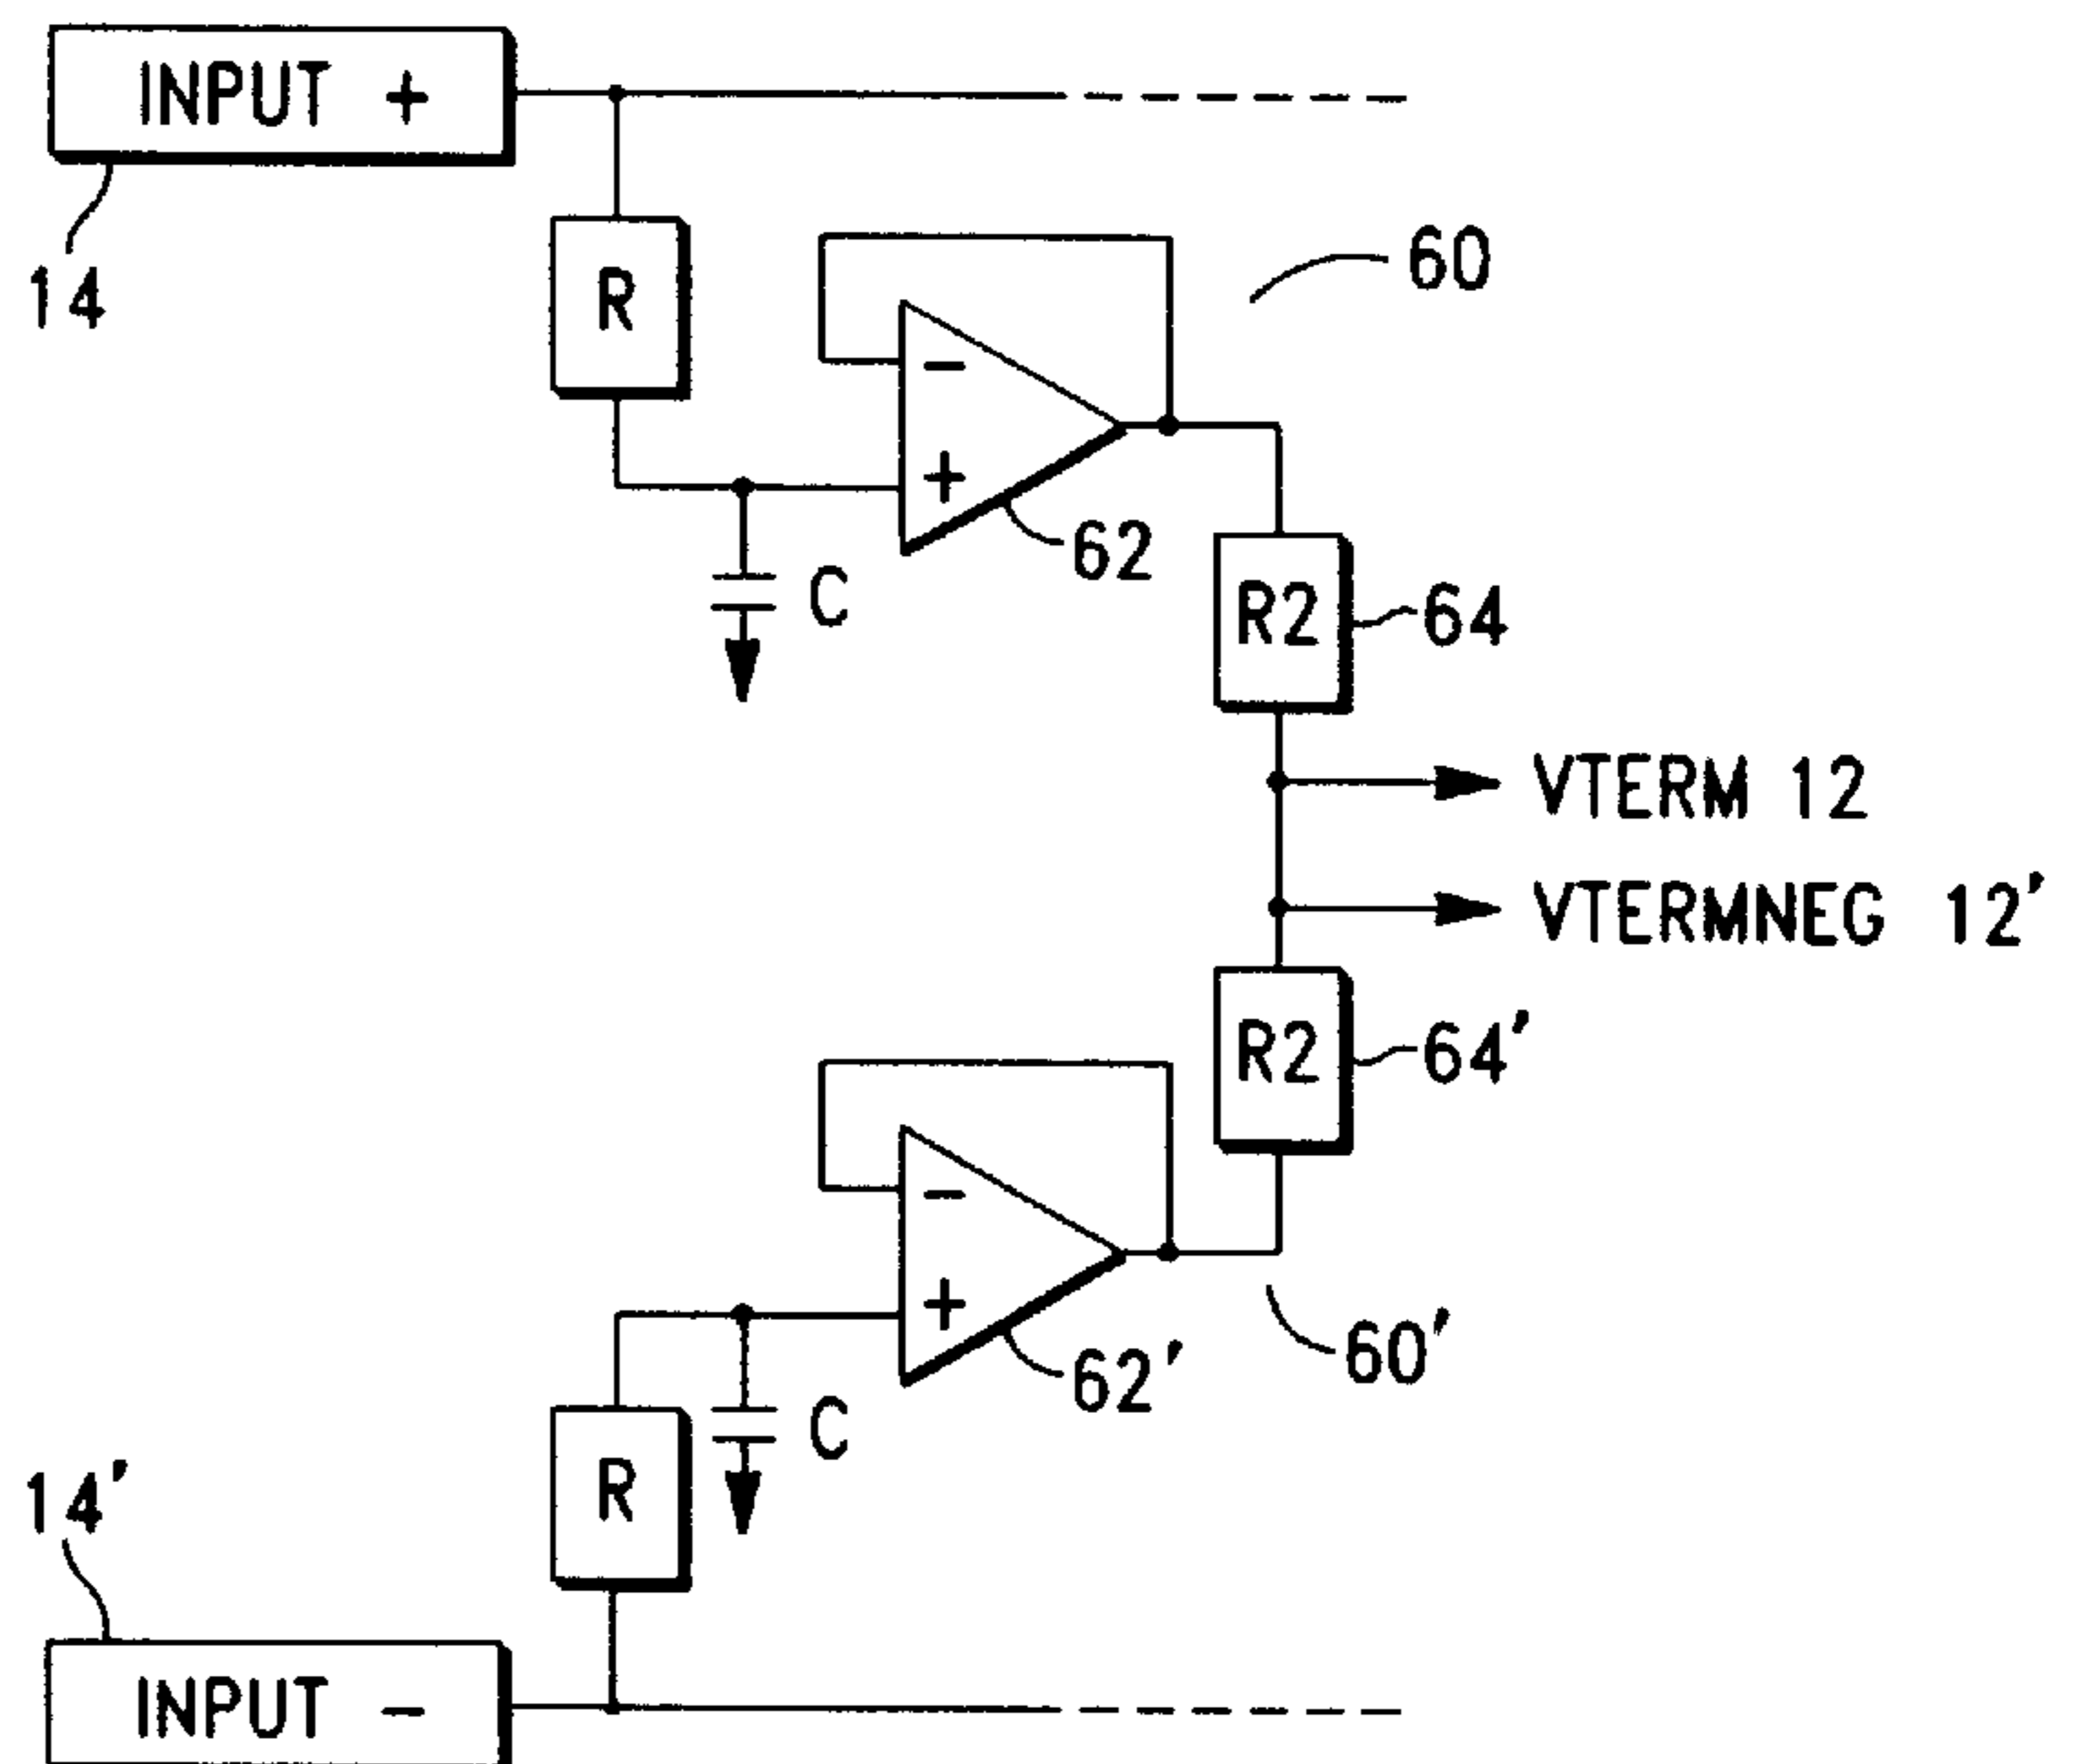 INPUT +
14
R
60
-
+
62
C
R2
64
VTERM 12
VTERMNEG 12'
R2
64'
-
+
62'
60'
C
R
14'
INPUT -